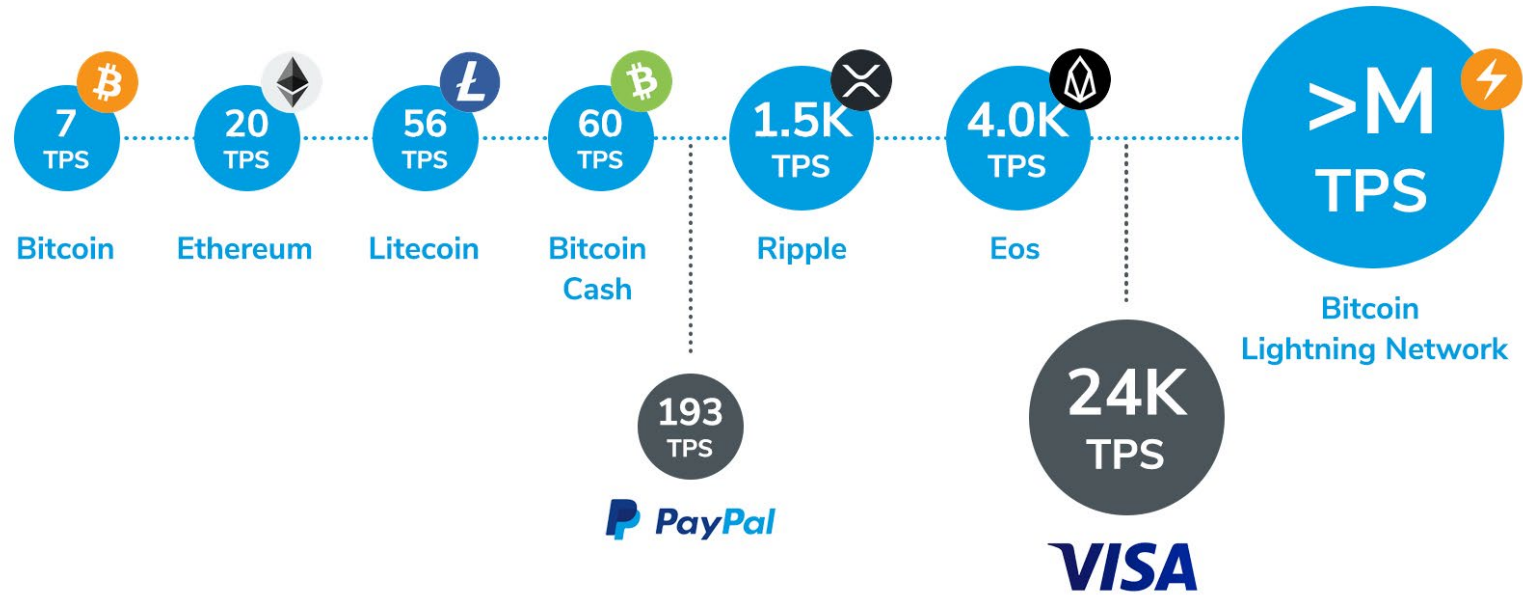 7
TPS
Bitcoin
20
TPS
Ethereum
56
TPS
Litecoin
60
TPS
Bitcoin
Cash
193
TPS
PayPal
1.5K
TPS
Ripple
4.0K
TPS
Eos
24K
TPS
VISA
>M
TPS
Bitcoin
Lightning Network